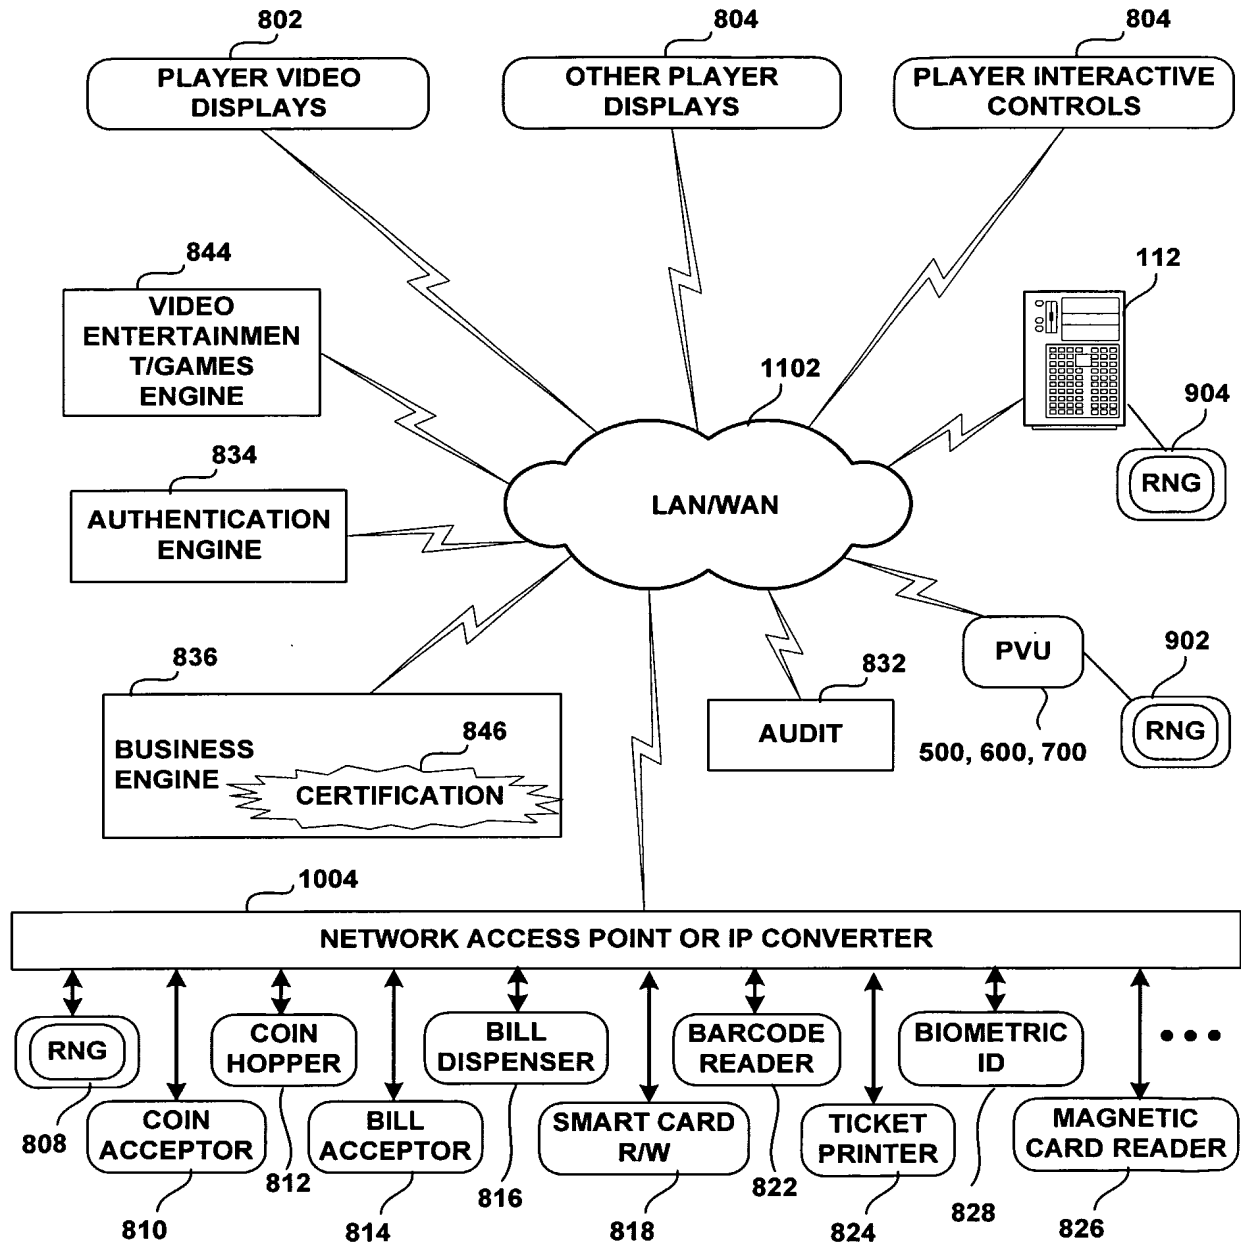 802
804
804
PLAYER VIDEO
DISPLAYS
OTHER PLAYER
DISPLAYS
PLAYER INTERACTIVE
CONTROLS
844
112
VIDEO
ENTERTAINMEN
T/GAMES
ENGINE
1102
904
RNG
834
AUTHENTICATION
ENGINE
LAN/WAN
836
832
PVU
902
RNG
500, 600, 700
AUDIT
BUSINESS
ENGINE
846
CERTIFICATION
1004
NETWORK ACCESS POINT OR IP CONVERTER
RNG
COIN
HOPPER
BILL
DISPENSER
BARCODE
READER
BIOMETRIC
ID
COIN
ACCEPTOR
BILL
ACCEPTOR
SMART CARD
R/W
TICKET
PRINTER
MAGNETIC
CARD READER
808
812
816
822
828
810
814
818
824
826